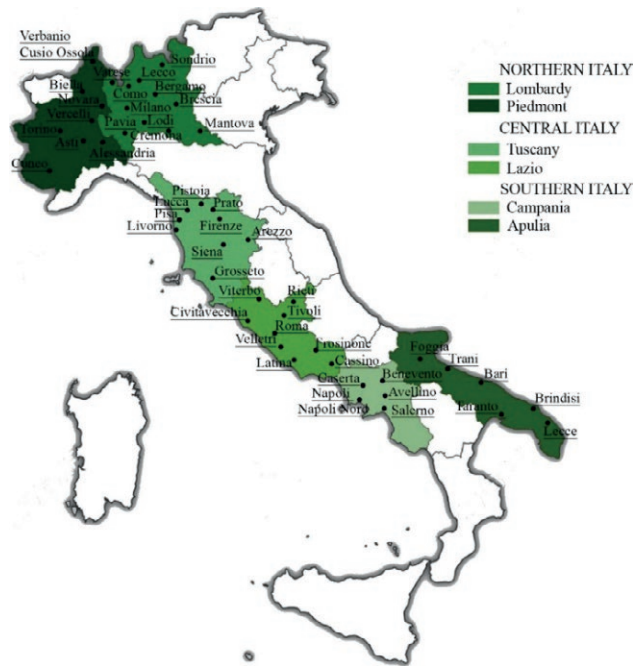 Verbanio
Cusio Ossola
Sondrio
Varese
Lecco
Biella
Como
Bergamo
Novara
Milano
Brescia
Vercelli
Torino
Pavia
Lodi
Mantova
Asti
Cremona
Alessandria
Cuneo
Pistoia
Lucca
Prato
Pisa
Firenze
Livorno
Arezzo
Siena
Grosseto
Viterbo
Rieti
Civitavecchia
Tivoli
Roma
Velletri
Frosinone
Latina
Cassino
Foggia
Trani
Caserta
Benevento
Bari
Napoli
Avellino
Napoli Nord
Salerno
Taranto
Brindisi
Lecce
NORTHERN ITALY
Lombardy
Piedmont
CENTRAL ITALY
Tuscany
Lazio
SOUTHERN ITALY
Campania
Apulia